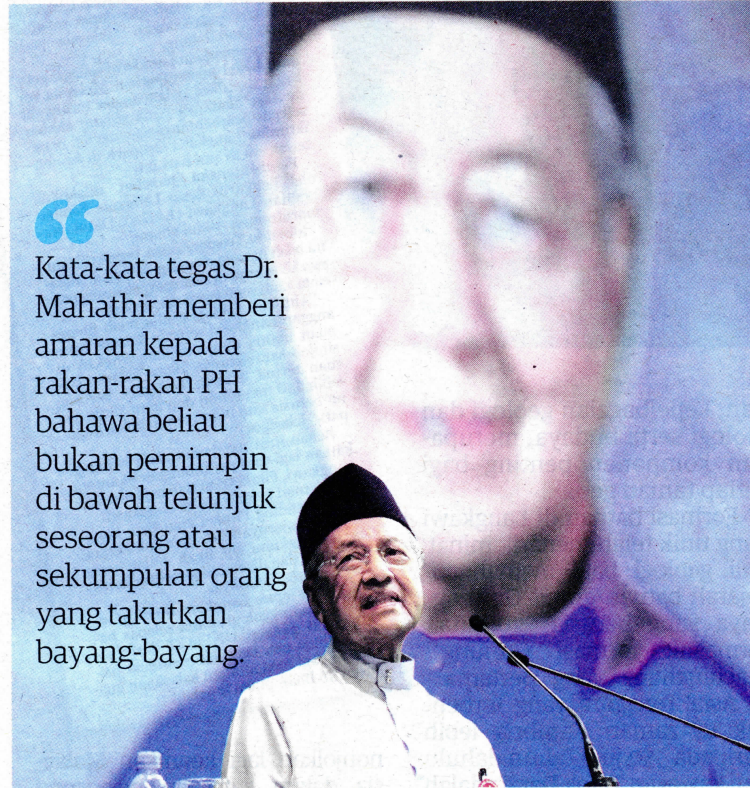 Kata-kata tegas Dr.
Mahathir memberi
amaran kepada
rakan-rakan PH
bahawa beliau
bukan pemimpin
di bawah telunjuk
seseorang atau
sekumpulan orang
yang takutkan
bayang-bayang.